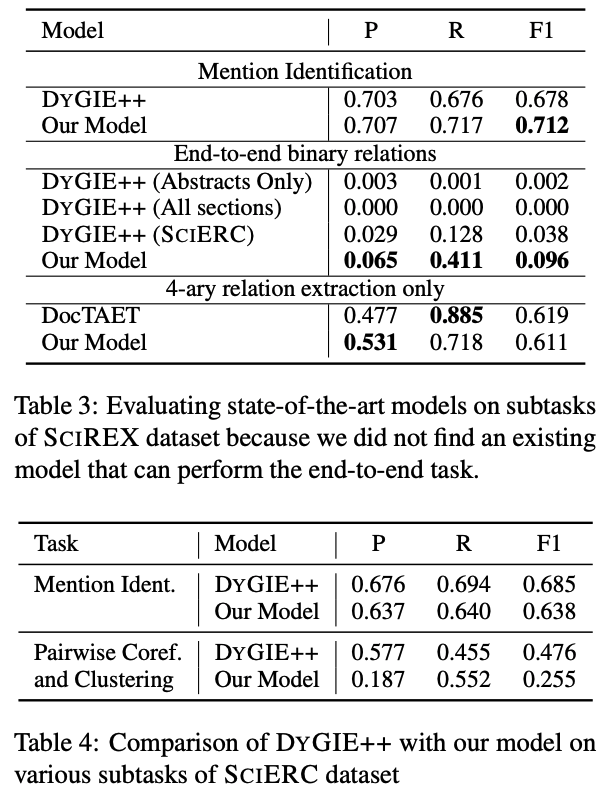 Model P R F1
Mention Identification
DYGIE++ 0.703 0.676 0.678
Our Model 0.707 0.717 0.712
End-to-end binary relations
DYGIE++ (Abstracts Only) 0.003 0.001 0.002
DYGIE++ (All sections) 0.000 0.000 0.000
DYGIE++ (SCIERC) 0.029 0.128 0.038
Our Model 0.065 0.411 0.096
4-ary relation extraction only
DocTAET 0.477 0.885 0.619
Our Model 0.531 0.718 0.611
Table 3: Evaluating state-of-the-art models on subtasks
of SCIREX dataset because we did not find an existing
model that can perform the end-to-end task.
Task Model P R F1
Mention Ident. DYGIE++ 0.676 0.694 0.685
Our Model 0.637 0.640 0.638
Pairwise Coref. DYGIE++ 0.577 0.455 0.476
and Clustering Our Model 0.187 0.552 0.255
Table 4: Comparison of DYGIE++ with our model on
various subtasks of SCIERC dataset